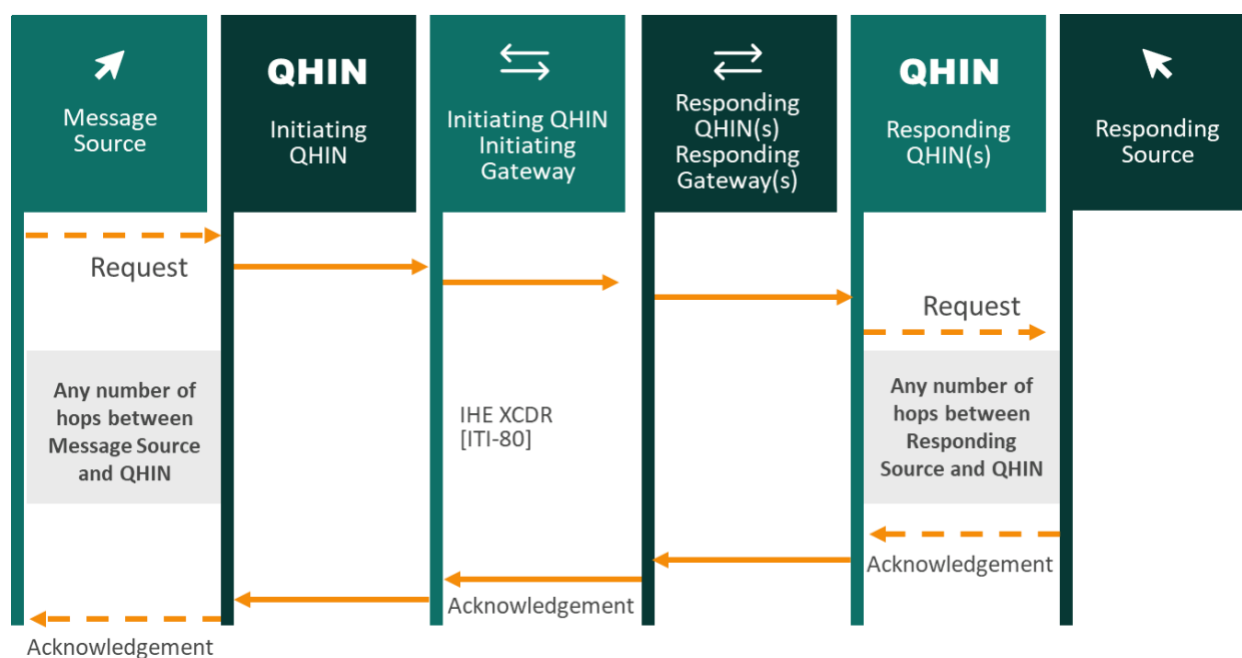 Message
Source
QHIN
Initiating
QHIN
Initiating QHIN
Initiating
Gateway
Responding
QHIN(s)
Responding
Gateway(s)
QHIN
Responding
QHIN(s)
Responding
Source
Request
Any number of
hops between
Message Source
and QHIN
IHE XCDR
[ITI-80]
Request
Any number of
hops between
Responding
Source and QHIN
Acknowledgement
Acknowledgement
Acknowledgement